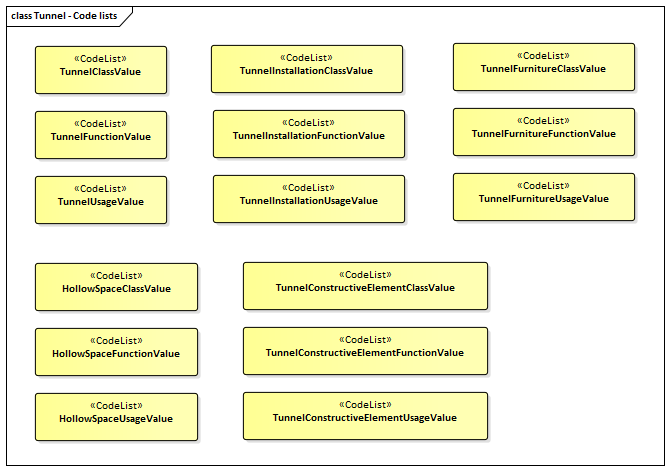 class Tunnel - Code lists
«CodeList»
TunnelClassValue
«CodeList»
TunnelInstallationClassValue
«CodeList»
TunnelFurnitureClassValue
«CodeList»
TunnelFunctionValue
«CodeList»
TunnelInstallationFunctionValue
«CodeList»
TunnelFurnitureFunctionValue
«CodeList»
TunnelUsageValue
«CodeList»
TunnelInstallationUsageValue
«CodeList»
TunnelFurnitureUsageValue
«CodeList»
HollowSpaceClassValue
«CodeList»
TunnelConstructiveElementClassValue
«CodeList»
HollowSpaceFunctionValue
«CodeList»
TunnelConstructiveElementFunctionValue
«CodeList»
HollowSpaceUsageValue
«CodeList»
TunnelConstructiveElementUsageValue